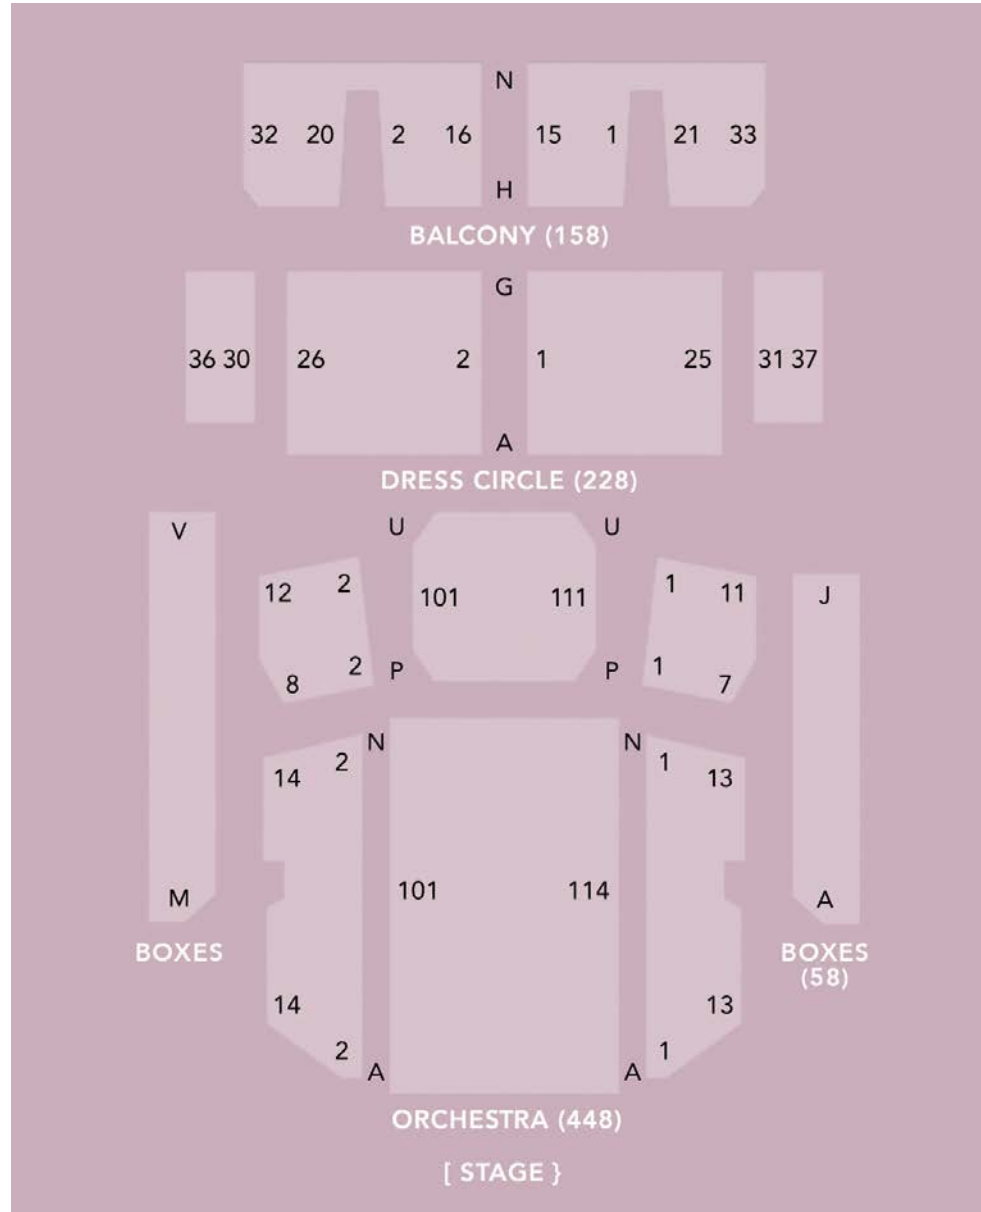 N
32 20 2 16 15 1 21 33
H
BALCONY (158)
G
36 30 26 2 1 25 31 37
A
DRESS CIRCLE (228)
V U U
12 2 1 11 J
101 111
8 2 P P 1 7
14 2 N N 1 13
M 101 114 A
BOXES BOXES
(58)
14 13
2 A A 1
ORCHESTRA (448)
[ STAGE }